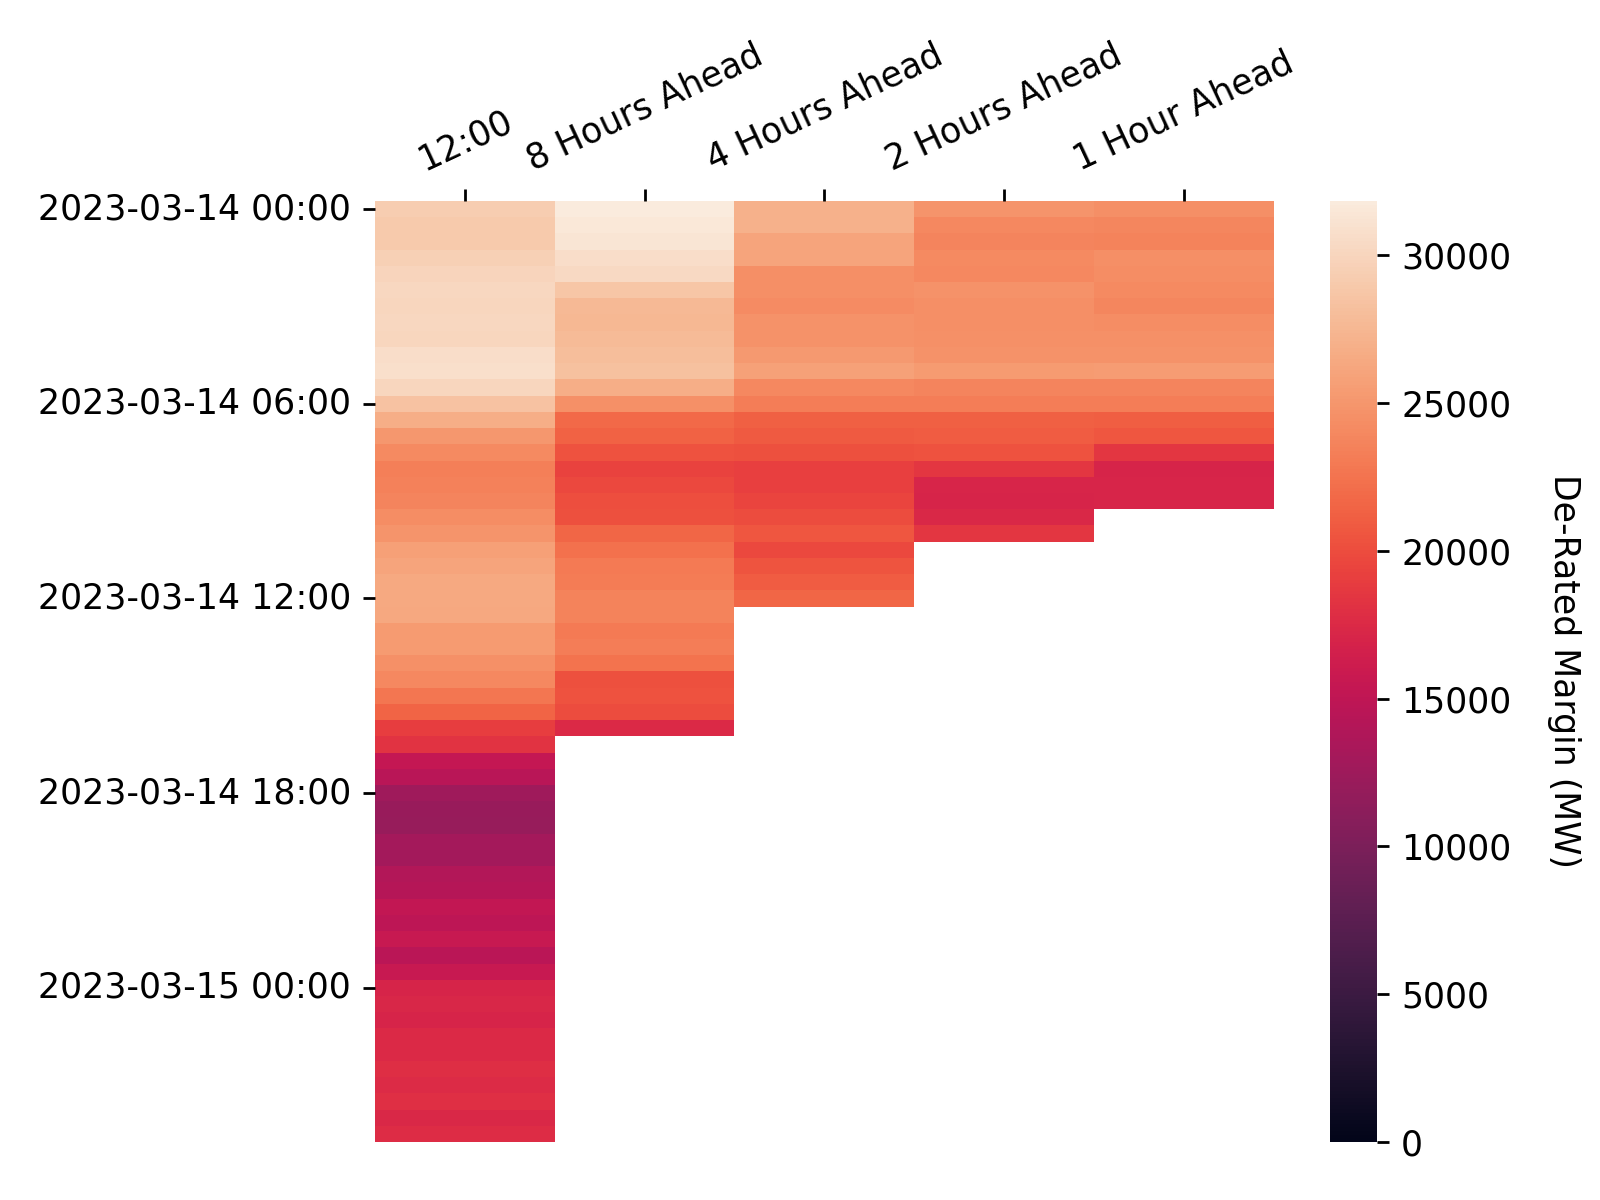 12:00
8 Hours Ahead
4 Hours Ahead
2 Hours Ahead
1 Hour Ahead
2023-03-14 00:00
2023-03-14 06:00
2023-03-14 12:00
2023-03-14 18:00
2023-03-15 00:00
30000
25000
20000
15000
10000
5000
0
De-Rated Margin (MW)